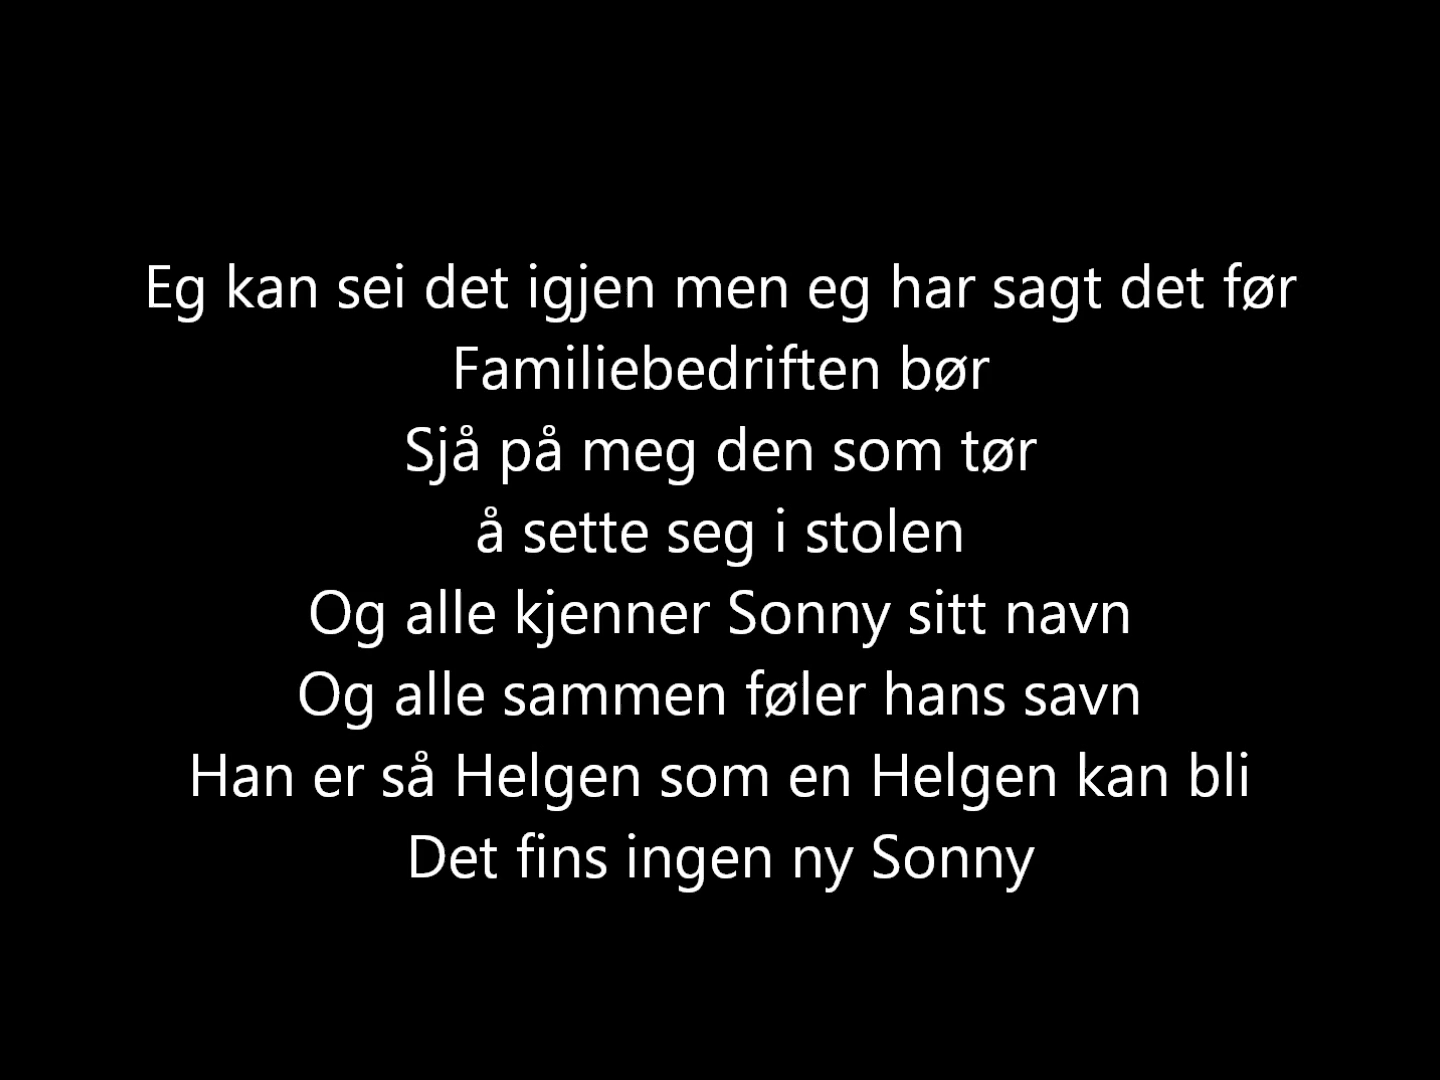 Eg kan sei det igjen men eg har sagt det før
Familiebedriften bør
Sjå på meg den som tør
å sette seg i stolen
Og alle kjenner Sonny sitt navn
Og alle sammen føler hans savn
Han er så Helgen som en Helgen kan bli
Det fins ingen ny Sonny